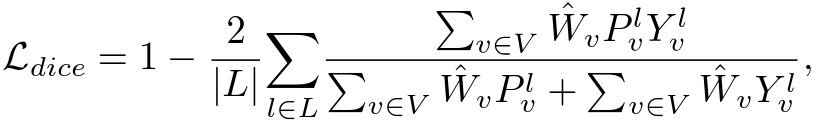 $$\mathcal{L}_{dice} = 1 - \frac{2}{|L|} \sum_{l \in L} \frac{\sum_{v \in V} \hat{W}_v P_v^l Y_v^l}{\sum_{v \in V} \hat{W}_v P_v^l + \sum_{v \in V} \hat{W}_v Y_v^l},$$